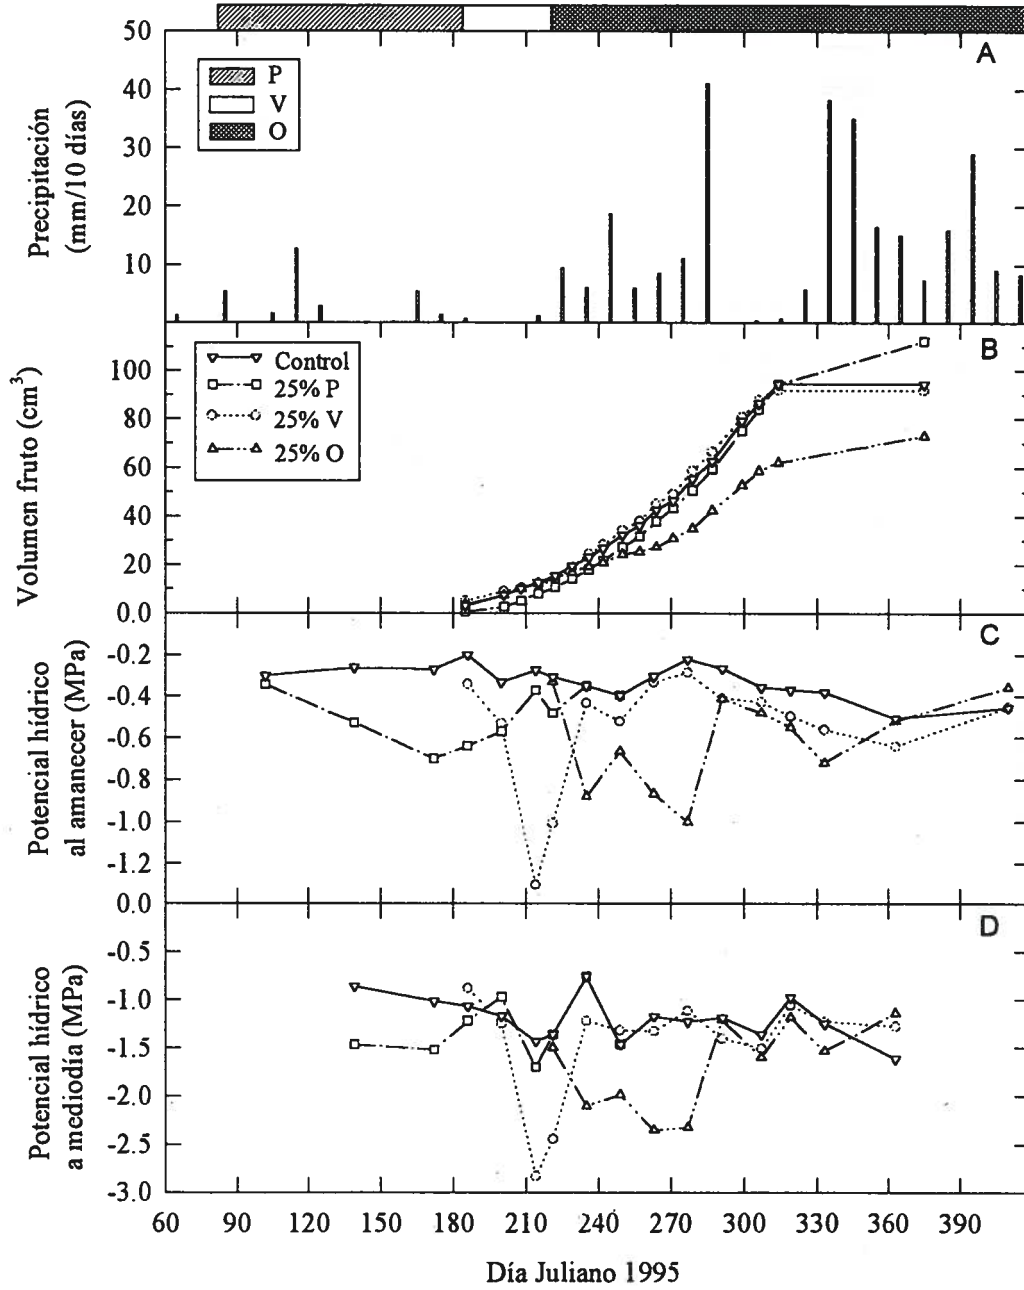 A
50
40
30
20
10
Precipitación
(mm/10 días)
P
V
O
B
100
80
60
40
20
0.0
Volumen fruto (cm³)
Control
25% P
25% V
25% O
C
-0.2
-0.4
-0.6
-0.8
-1.0
-1.2
0.0
Potencial hídrico
al amanecer (MPa)
D
-0.5
-1.0
-1.5
-2.0
-2.5
-3.0
Potencial hídrico
a mediodía (MPa)
60 90 120 150 180 210 240 270 300 330 360 390
Día Juliano 1995